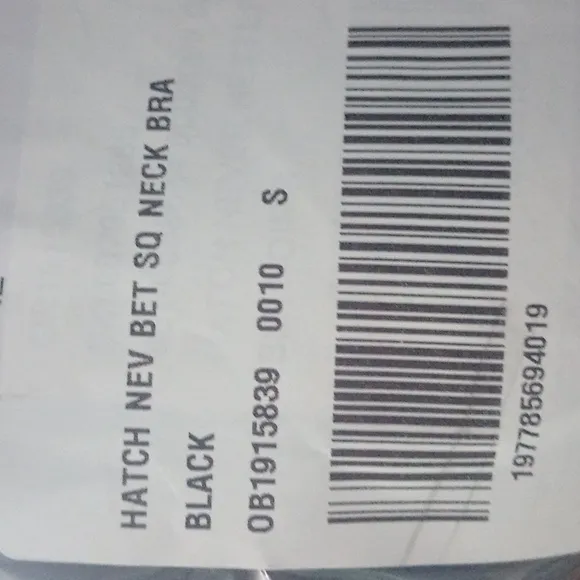 HATCH NEV BET SQ NECK BRA
BLACK
OB1915839 0010 S
197785694019